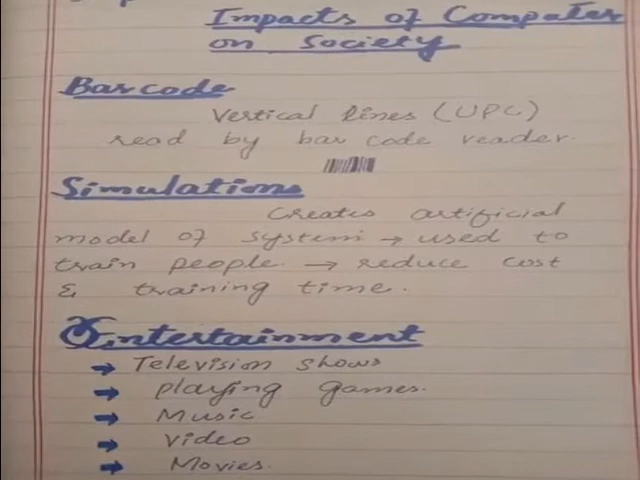 Impacts of Computer
on Society
Barcode
Vertical lines (UPC)
read by bar code reader.
Simulations
Creates artificial
model of system → used to
train people → reduce cost
& training time.
Entertainment
→ Television shows
→ playing games.
→ Music
→ Video
→ Movies.